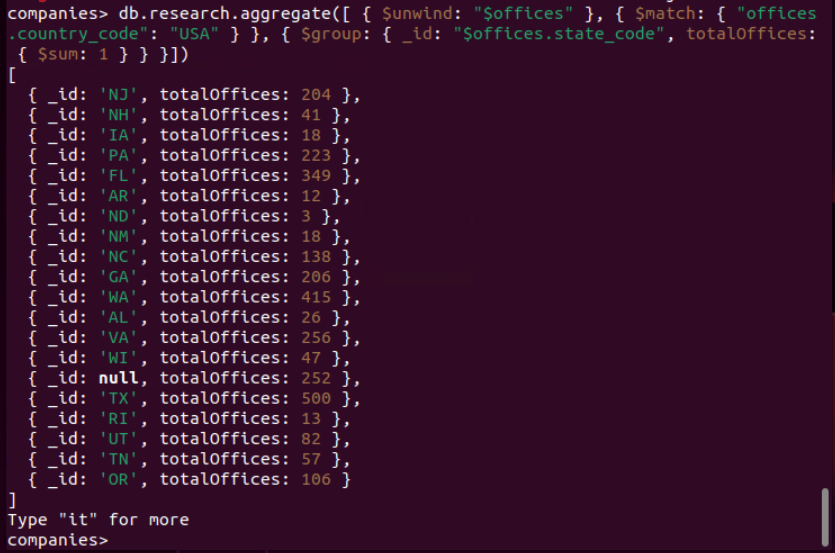 companies> db.research.aggregate([ { $unwind: "$offices" }, { $match: { "offices
.country_code": "USA" } }, { $group: { _id: "$offices.state_code", totalOffices:
 { $sum: 1 } } }])
[
  { _id: 'NJ', totalOffices: 204 },
  { _id: 'NH', totalOffices: 41 },
  { _id: 'IA', totalOffices: 18 },
  { _id: 'PA', totalOffices: 223 },
  { _id: 'FL', totalOffices: 349 },
  { _id: 'AR', totalOffices: 12 },
  { _id: 'ND', totalOffices: 3 },
  { _id: 'NM', totalOffices: 18 },
  { _id: 'NC', totalOffices: 138 },
  { _id: 'GA', totalOffices: 206 },
  { _id: 'WA', totalOffices: 415 },
  { _id: 'AL', totalOffices: 26 },
  { _id: 'VA', totalOffices: 256 },
  { _id: 'WI', totalOffices: 47 },
  { _id: null, totalOffices: 252 },
  { _id: 'TX', totalOffices: 500 },
  { _id: 'RI', totalOffices: 13 },
  { _id: 'UT', totalOffices: 82 },
  { _id: 'TN', totalOffices: 57 },
  { _id: 'OR', totalOffices: 106 }
]
Type "it" for more
companies>